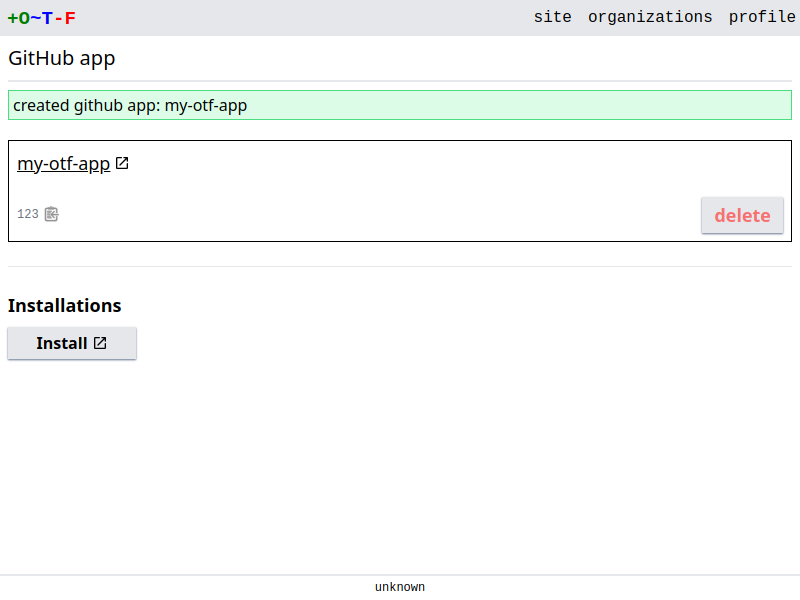 +O~T-F site organizations profile
GitHub app
created github app: my-otf-app
my-otf-app
123
delete
Installations
Install
unknown